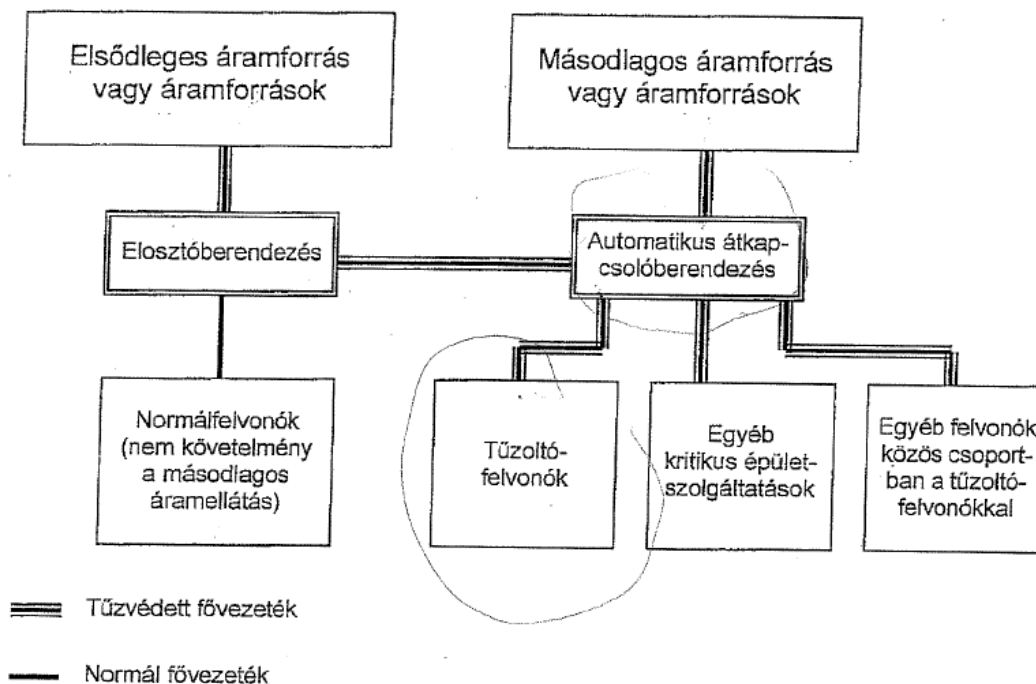 Elsődleges áramforrás
vagy áramforrások
Másodlagos áramforrás
vagy áramforrások
Elosztóberendezés
Automatikus átkap-
csolóberendezés
Normálfelvonók
(nem követelmény
a másodlagos
áramellátás)
Tűzoltó-
felvonók
Egyéb
kritikus épület-
szolgáltatások
Egyéb felvonók
közös csoport-
ban a tűzoltó-
felvonókkal
Tűzvédett fővezeték
Normál fővezeték